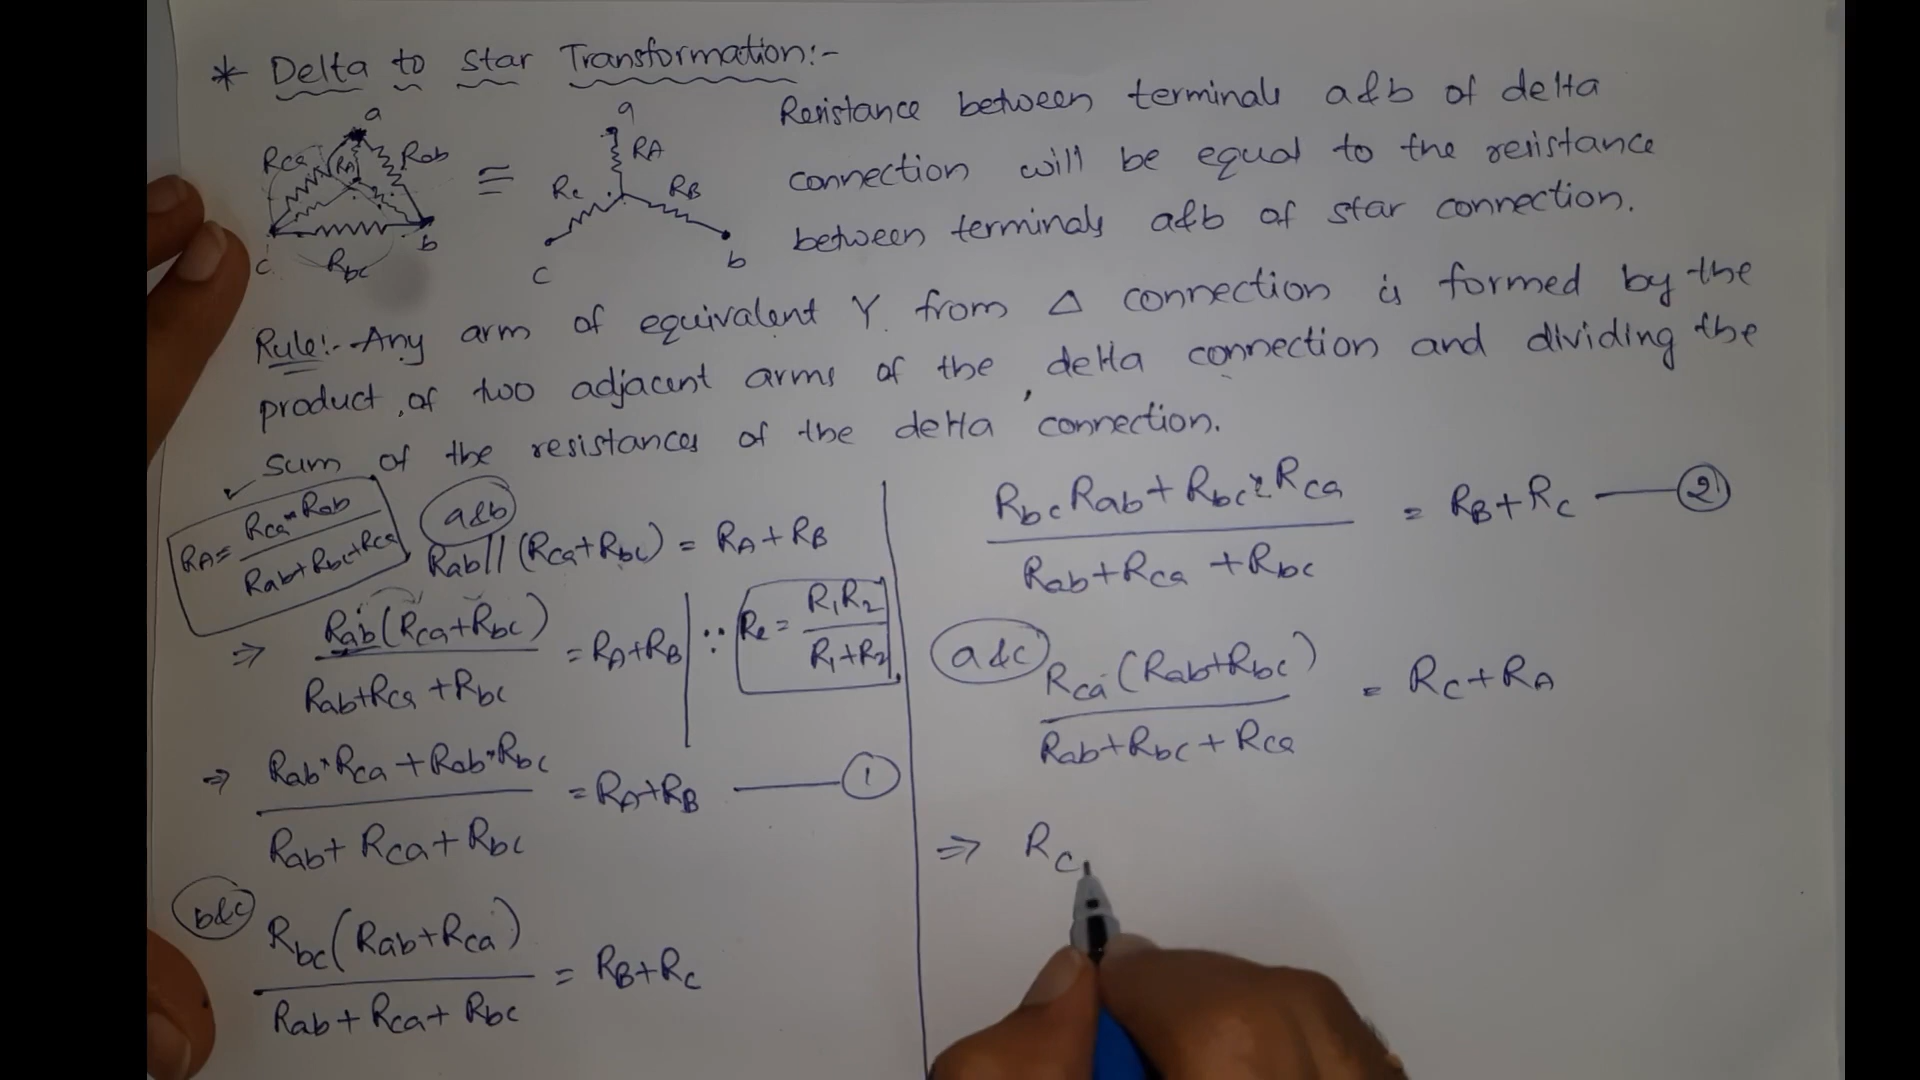 * Delta to Star Transformation:-
a
Rca
RA
Rab
c
Rbc
b
≡
a
RA
Rc
RB
c
b
Resistance between terminals a&b of delta
connection will be equal to the resistance
between terminals a&b of star connection.
Rule:- Any arm of equivalent Y from Δ connection is formed by the
product of two adjacent arms of the delta connection and dividing the
sum of the resistances of the delta connection.
RA = Rca * Rab / Rab+Rbc+Rca
a&b
Rab || (Rca+Rbc) = RA + RB
⇒ Rab(Rca+Rbc) / Rab+Rca+Rbc = RA+RB
∵ Re = R1R2 / R1+R2
⇒ Rab*Rca + Rab*Rbc / Rab+Rca+Rbc = RA+RB — 1
b&c
Rbc(Rab+Rca) / Rab+Rca+Rbc = RB+Rc
RbcRab + Rbc*Rca / Rab+Rca+Rbc = RB+Rc — 2
a&c
Rca(Rab+Rbc) / Rab+Rbc+Rca = Rc+RA
⇒ Rc